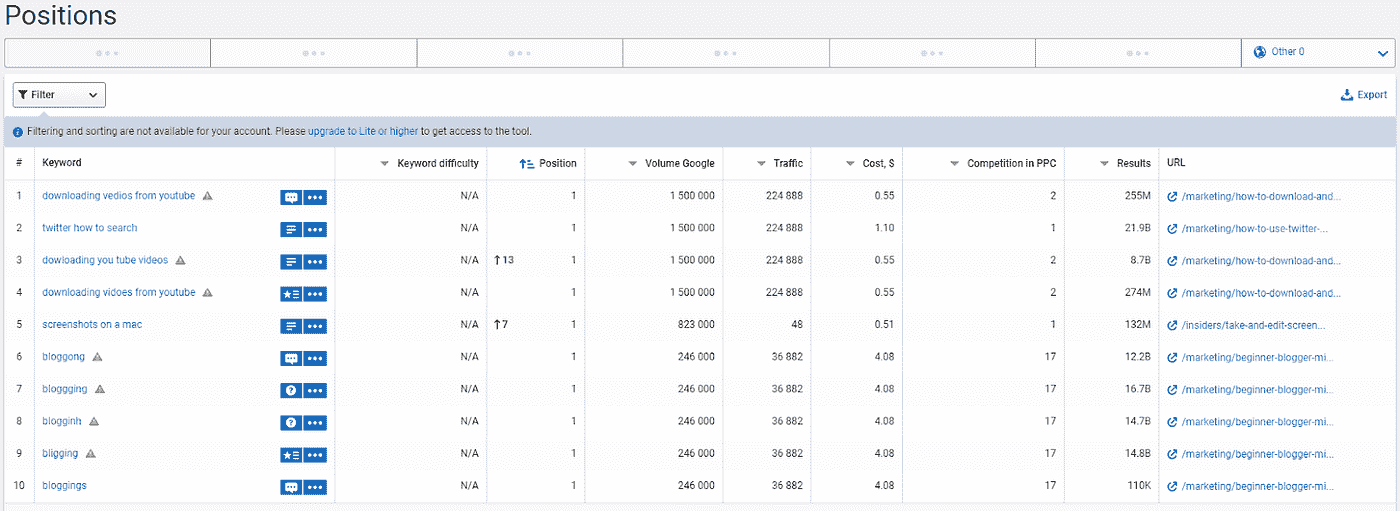 Positions
Other 0
Filter
Export
Filtering and sorting are not available for your account. Please upgrade to Lite or higher to get access to the tool.
# Keyword Keyword difficulty Position Volume Google Traffic Cost, $ Competition in PPC Results URL
1 downloading vedios from youtube N/A 1 1 500 000 224 888 0.55 2 255M /marketing/how-to-download-and...
2 twitter how to search N/A 1 1 500 000 224 888 1.10 1 21.9B /marketing/how-to-use-twitter-...
3 dowloading you tube videos N/A ↑13 1 1 500 000 224 888 0.55 2 8.7B /marketing/how-to-download-and...
4 downloading vidoes from youtube N/A 1 1 500 000 224 888 0.55 2 274M /marketing/how-to-download-and...
5 screenshots on a mac N/A ↑7 1 823 000 48 0.51 1 132M /insiders/take-and-edit-screen...
6 bloggong N/A 1 246 000 36 882 4.08 17 12.2B /marketing/beginner-blogger-mi...
7 bloggging N/A 1 246 000 36 882 4.08 17 16.7B /marketing/beginner-blogger-mi...
8 blogginh N/A 1 246 000 36 882 4.08 17 14.7B /marketing/beginner-blogger-mi...
9 bligging N/A 1 246 000 36 882 4.08 17 14.8B /marketing/beginner-blogger-mi...
10 bloggings N/A 1 246 000 36 882 4.08 17 110K /marketing/beginner-blogger-mi...